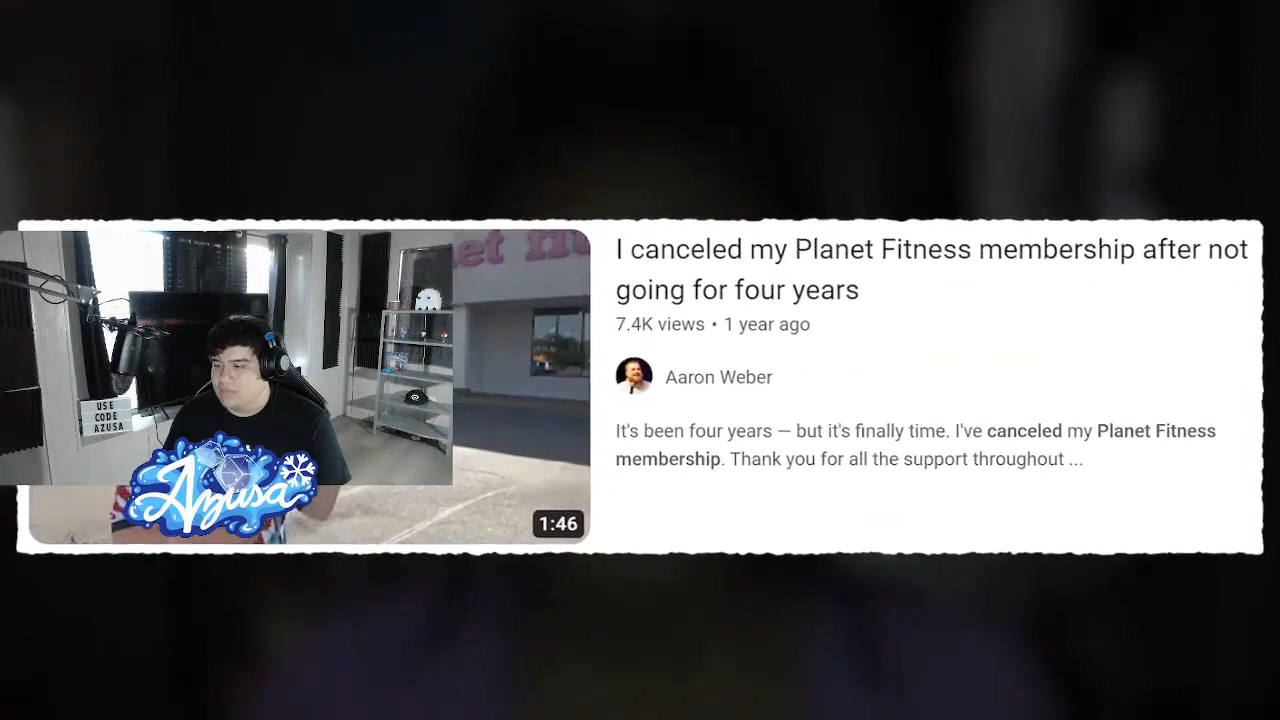 I canceled my Planet Fitness membership after not
going for four years
7.4K views • 1 year ago
Aaron Weber
It's been four years — but it's finally time. I've canceled my Planet Fitness
membership. Thank you for all the support throughout ...
1:46
USE
CODE
AZUSA
Azusa